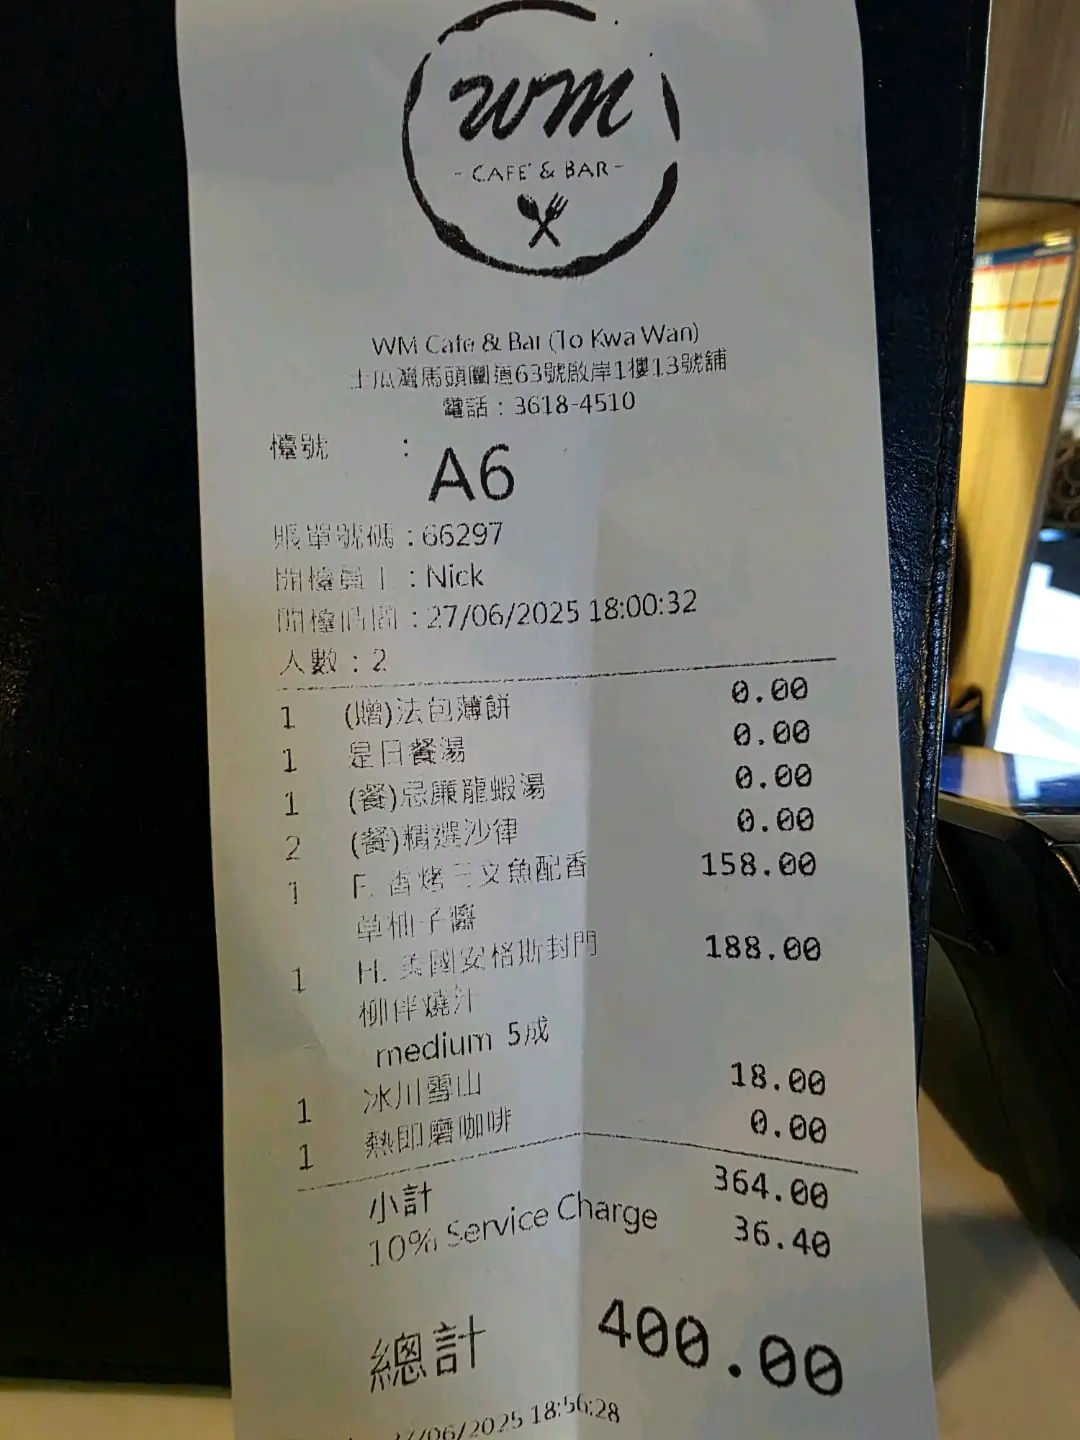 wm
- CAFE & BAR -
WM Cafe & Bar (To Kwa Wan)
土瓜灣馬頭圍道63號傲岸1樓13號舖
電話：3618-4510
檯號 :
A6
賬單號碼：66297
開檯員工：Nick
開檯時間：27/06/2025 18:00:32
人數：2
1 (贈)法包薄餅 0.00
1 是日餐湯 0.00
1 (餐)忌廉龍蝦湯 0.00
2 (餐)精選沙律 0.00
1 F. 香烤三文魚配香 158.00
草柚子醬
1 H. 美國安格斯封門 188.00
柳伴燒汁
medium 5成
1 冰川雪山 18.00
1 熱即磨咖啡 0.00
小計 364.00
10% Service Charge 36.40
總計 400.00
27/06/2025 18:56:28